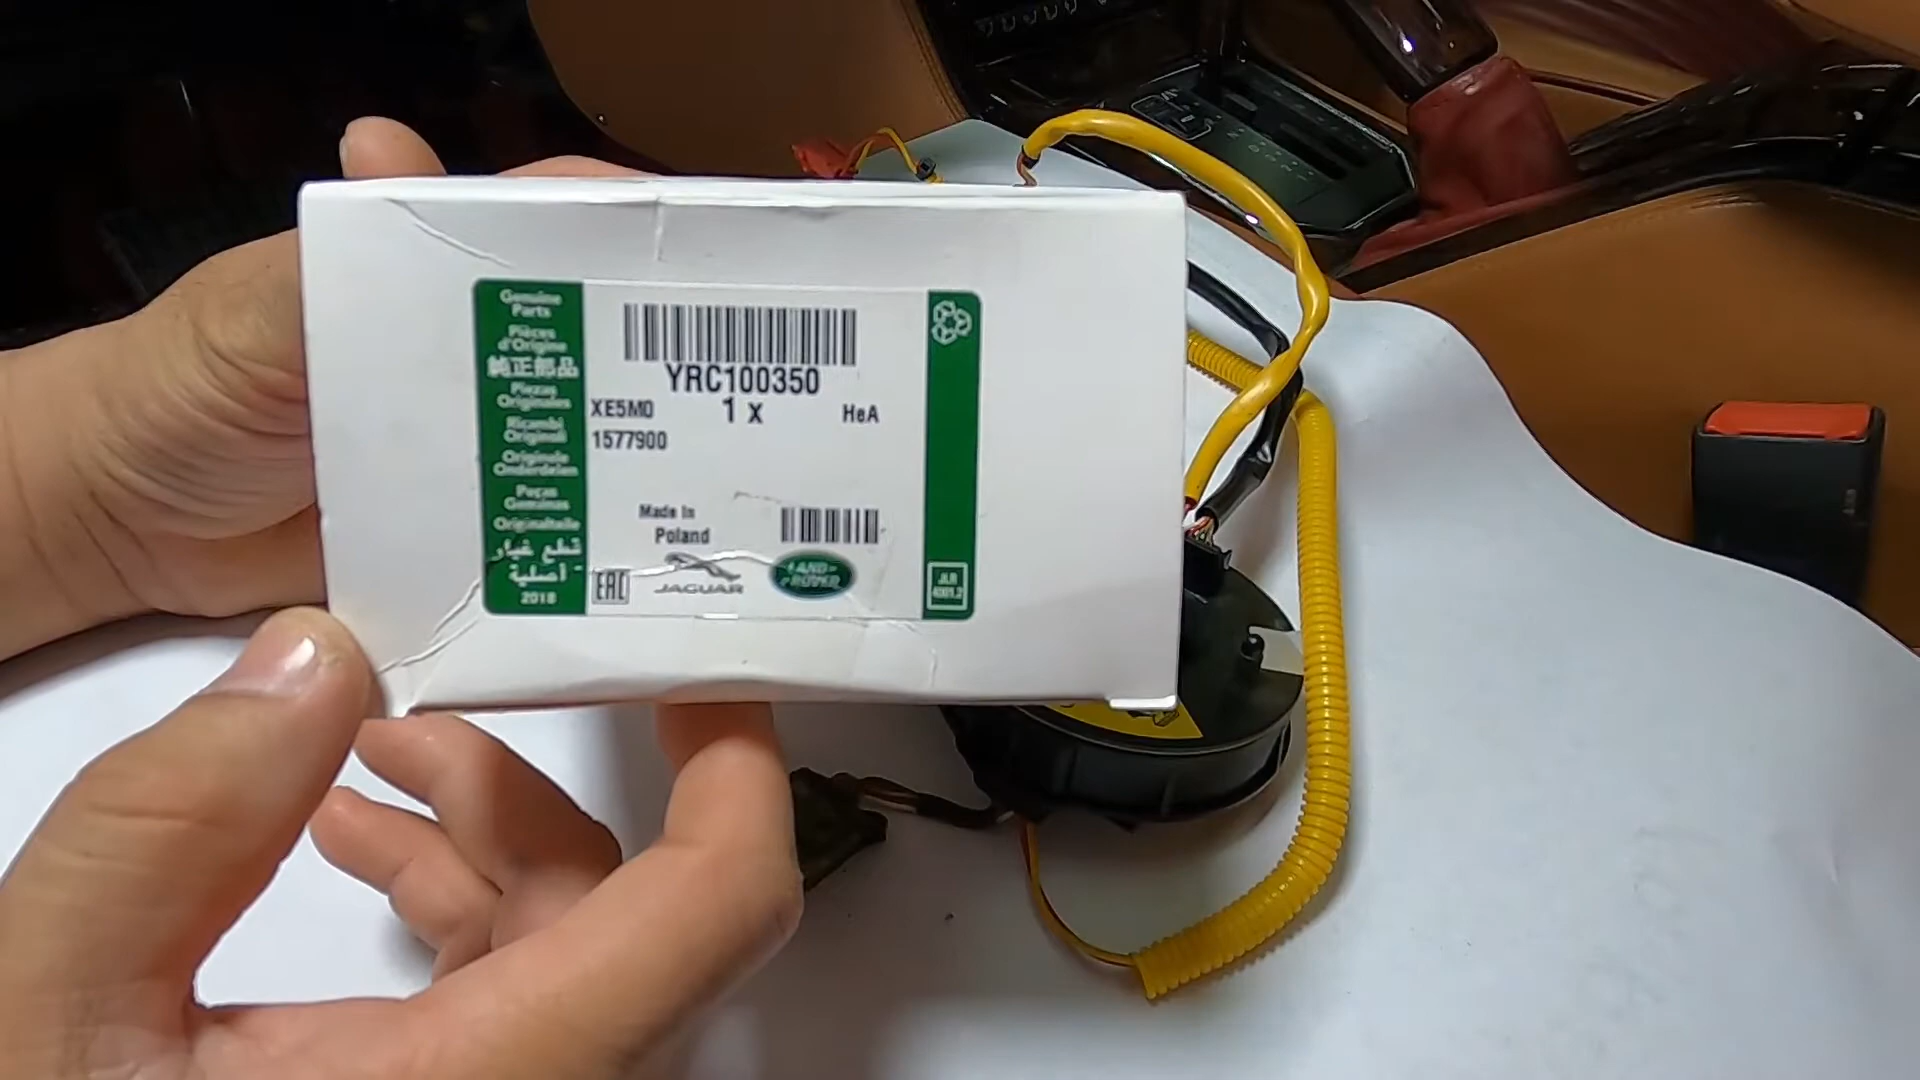 Genuine
Parts
Pièces
d'Origine
純正部品
Piezas
Originales
Ricambi
Originali
Originele
Onderdelen
Peças
Genuínas
Originalteile
قطع غيار
أصلية
2018
YRC100350
XE5M0
1 x
HeA
1577900
Made In
Poland
EAC
JAGUAR
LAND-
ROVER
JLR